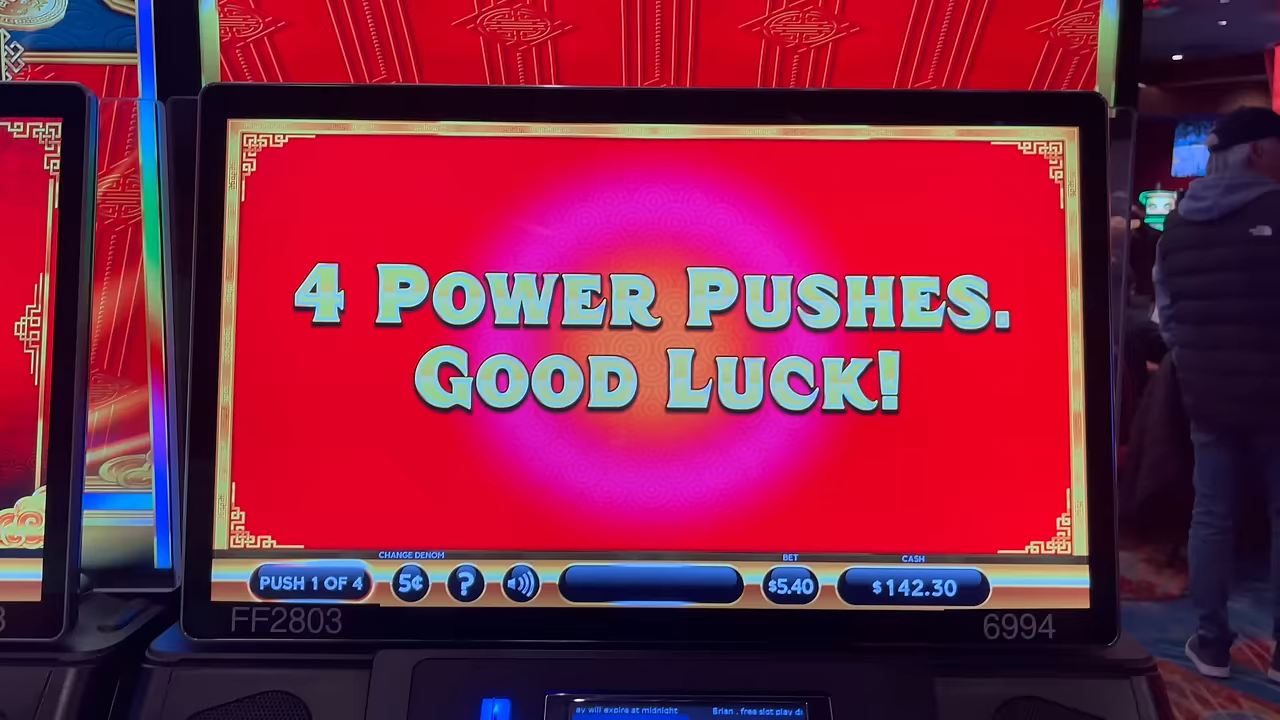 4 POWER PUSHES.
GOOD LUCK!
CHANGE DENOM
BET
CASH
PUSH 1 OF 4
5¢
?
$5.40
$142.30
FF2803
6994
3
ay will expire at midnight
Brian . free slot play